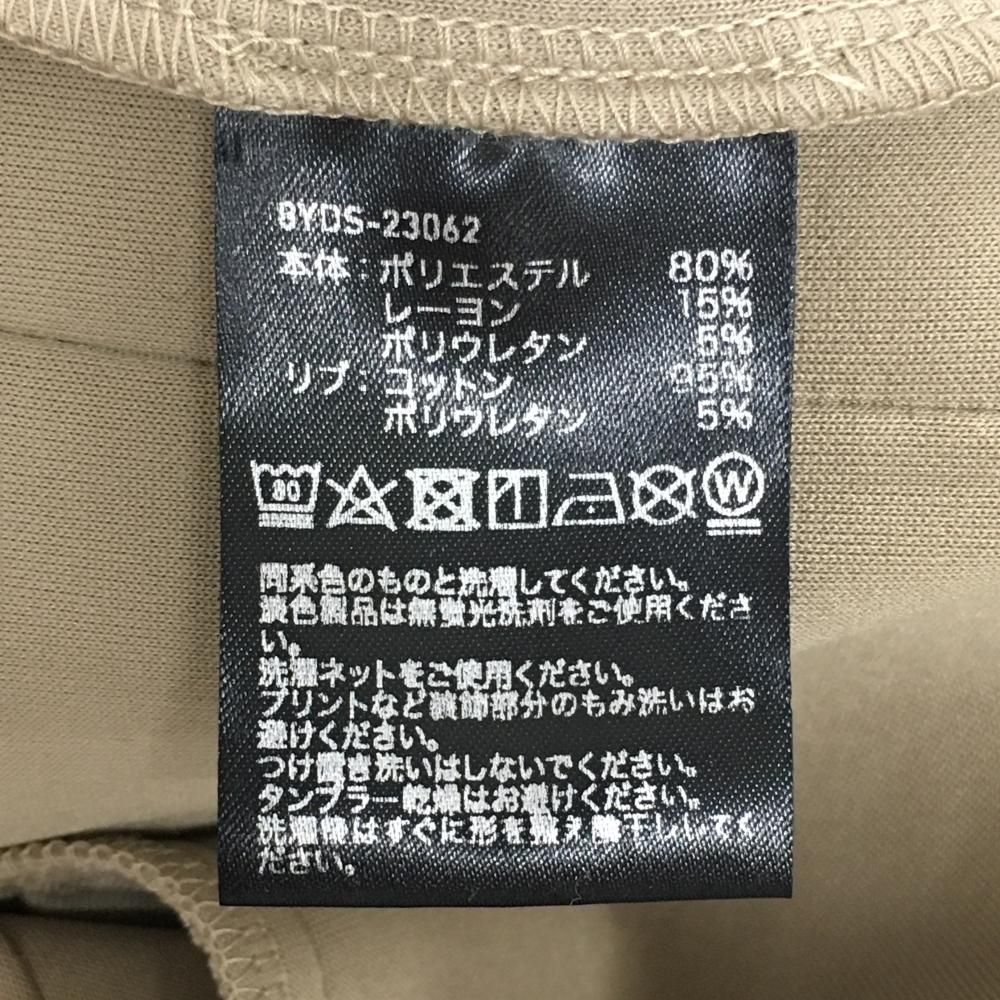 8YDS-23062
本体：ポリエステル 80%
レーヨン 15%
ポリウレタン 5%
リブ：コットン 95%
ポリウレタン 5%
30 W
同系色のものと洗濯してください。
淡色製品は無蛍光洗剤をご使用くださ
い。
洗濯ネットをご使用ください。
プリントなど装飾部分のもみ洗いはお
避けください。
つけ置き洗いはしないでください。
タンブラー乾燥はお避けください。
洗濯後はすぐに形を整え陰干ししてく
ださい。